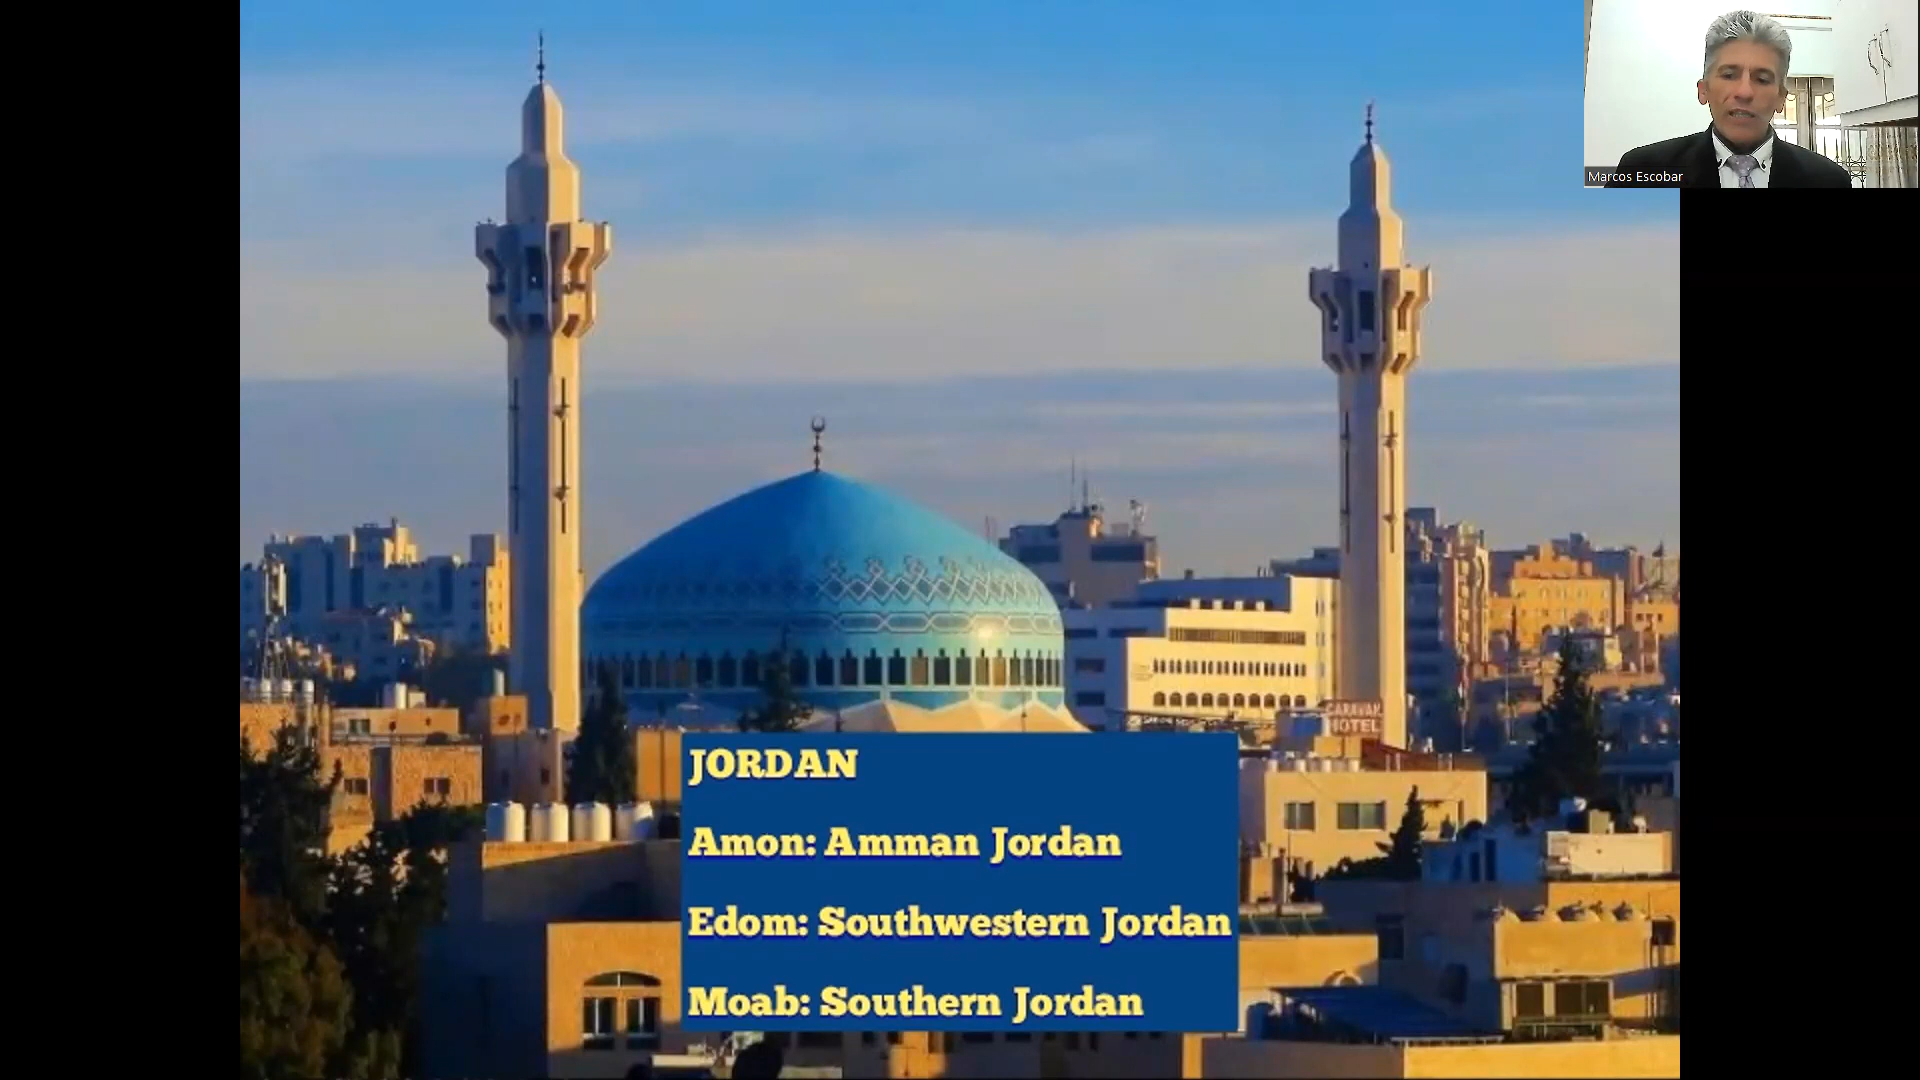 Marcos Escobar
CARAVAN
HOTEL
JORDAN
Amon: Amman Jordan
Edom: Southwestern Jordan
Moab: Southern Jordan